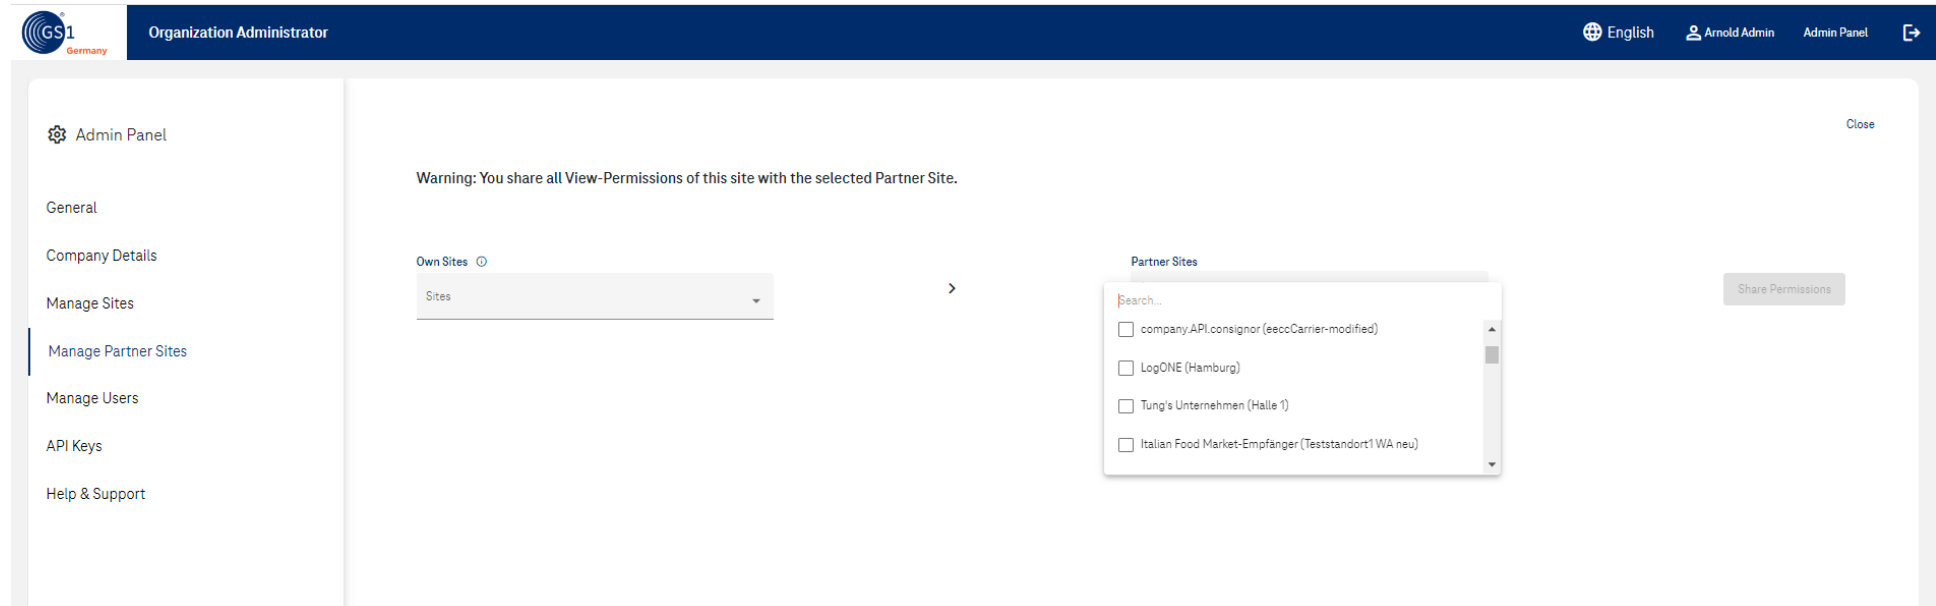 GS1
Germany
Organization Administrator
English
Arnold Admin
Admin Panel
Admin Panel
Close
Warning: You share all View-Permissions of this site with the selected Partner Site.
General
Company Details
Manage Sites
Manage Partner Sites
Manage Users
API Keys
Help & Support
Own Sites
Sites
Partner Sites
Search...
company.API.consignor (eeccCarrier-modified)
LogONE (Hamburg)
Tung's Unternehmen (Halle 1)
Italian Food Market-Empfänger (Teststandort1 WA neu)
Share Permissions